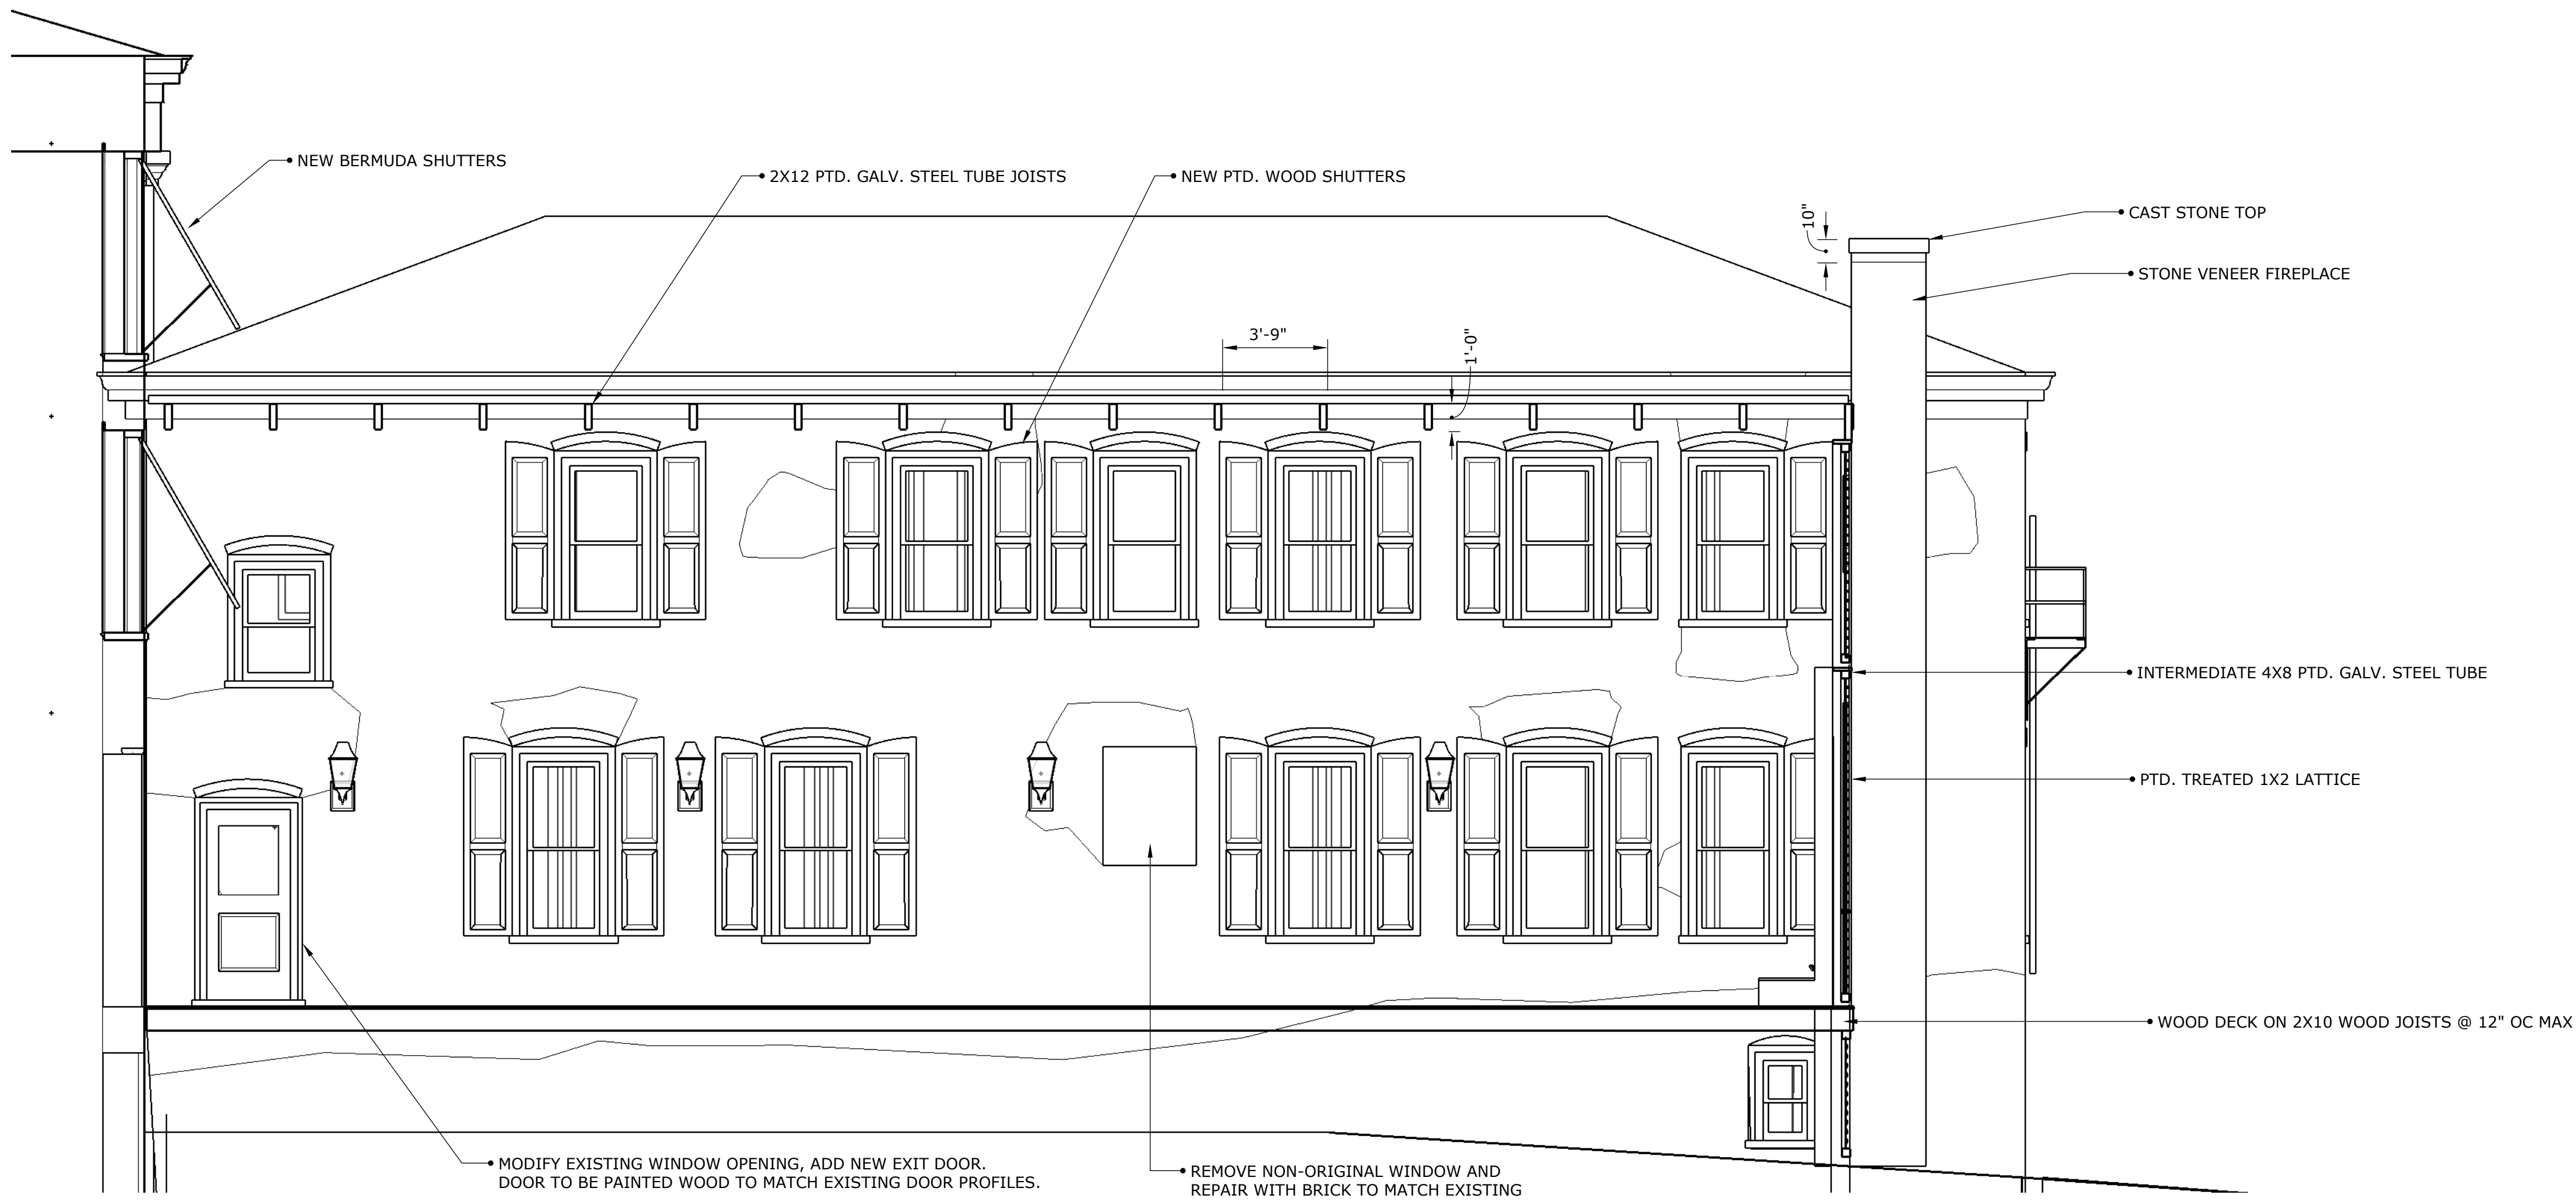 NEW BERMUDA SHUTTERS
2X12 PTD. GALV. STEEL TUBE JOISTS
NEW PTD. WOOD SHUTTERS
10"
CAST STONE TOP
STONE VENEER FIREPLACE
3'-9"
1'-0"
INTERMEDIATE 4X8 PTD. GALV. STEEL TUBE
PTD. TREATED 1X2 LATTICE
WOOD DECK ON 2X10 WOOD JOISTS @ 12" OC MAX
MODIFY EXISTING WINDOW OPENING, ADD NEW EXIT DOOR.
DOOR TO BE PAINTED WOOD TO MATCH EXISTING DOOR PROFILES.
REMOVE NON-ORIGINAL WINDOW AND
REPAIR WITH BRICK TO MATCH EXISTING